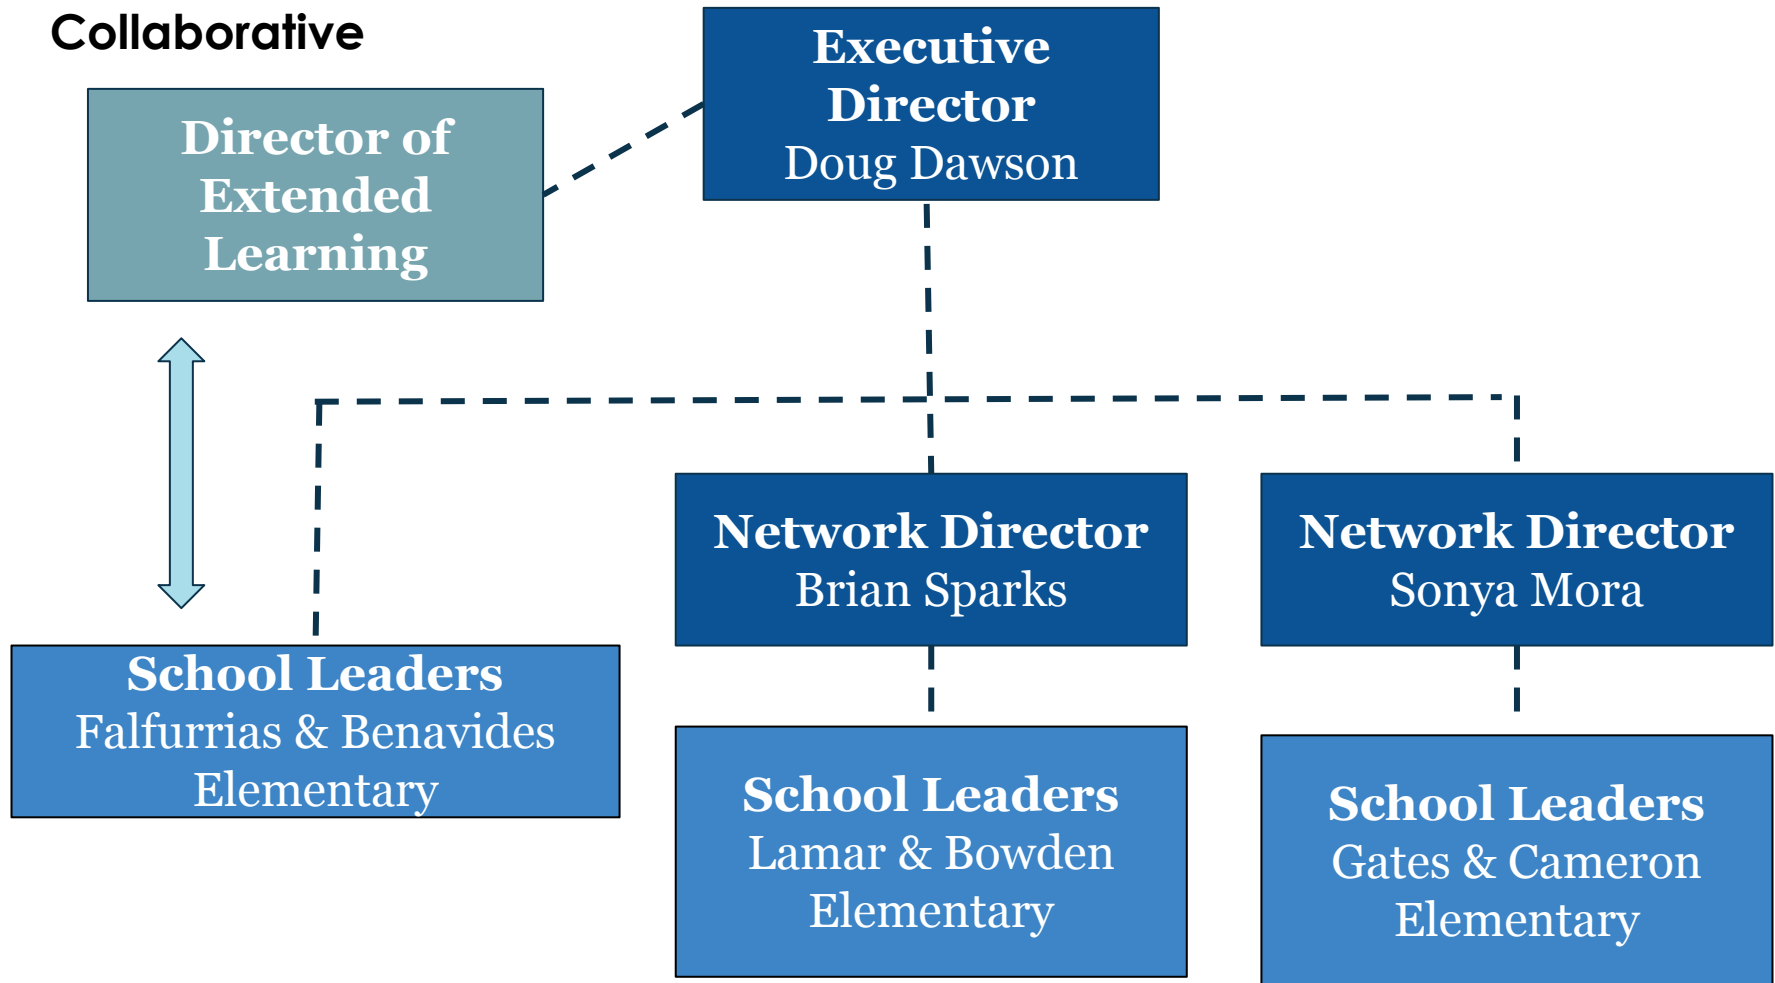 Collaborative
Executive
Director
Doug Dawson
Director of
Extended
Learning
Network Director
Brian Sparks
Network Director
Sonya Mora
School Leaders
Falfurrias & Benavides
Elementary
School Leaders
Lamar & Bowden
Elementary
School Leaders
Gates & Cameron
Elementary